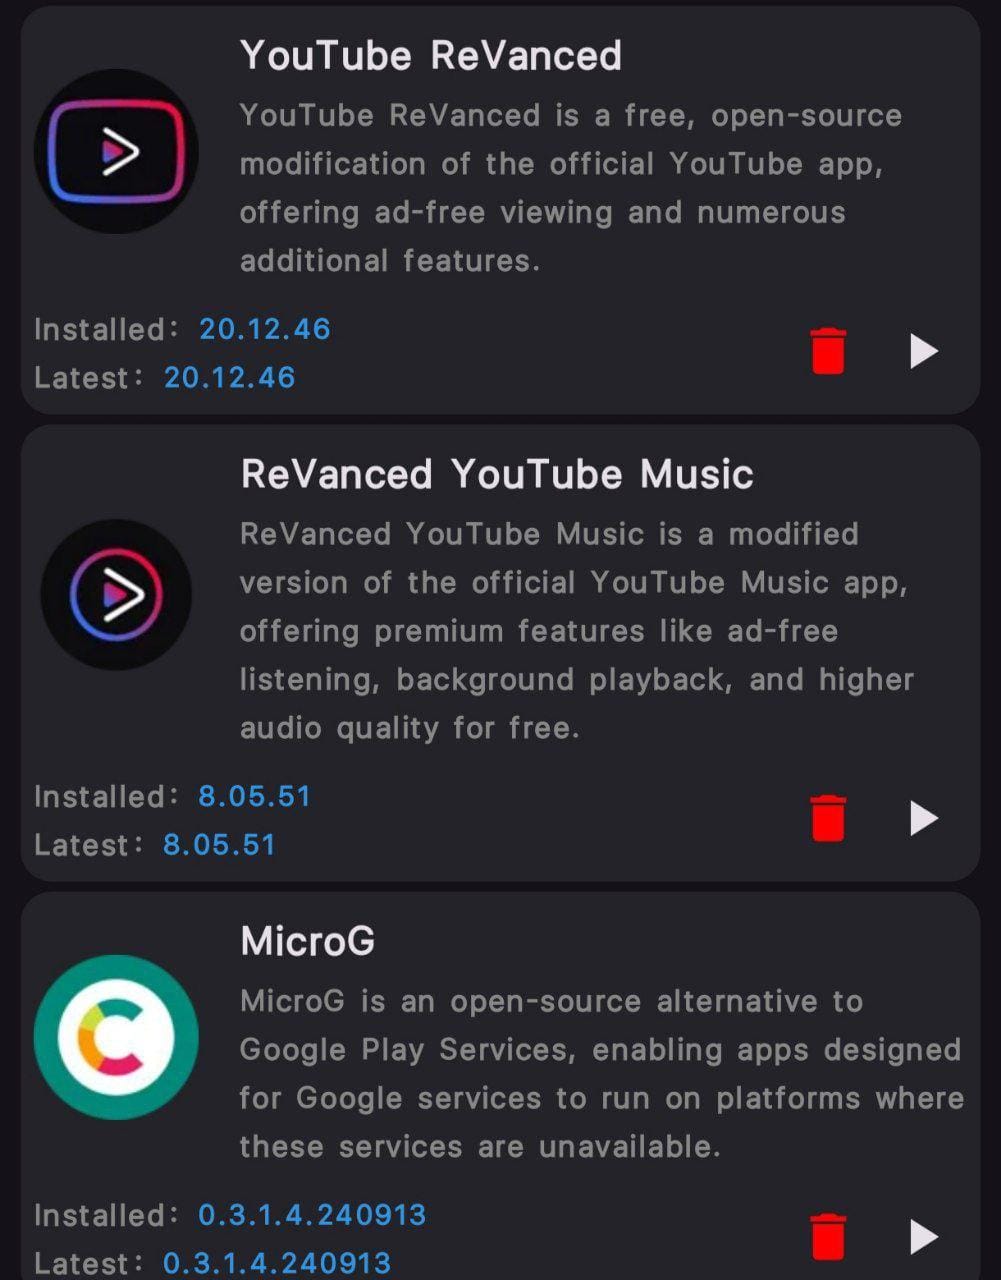 YouTube ReVanced
YouTube ReVanced is a free, open-source
modification of the official YouTube app,
offering ad-free viewing and numerous
additional features.
Installed: 20.12.46
Latest: 20.12.46
ReVanced YouTube Music
ReVanced YouTube Music is a modified
version of the official YouTube Music app,
offering premium features like ad-free
listening, background playback, and higher
audio quality for free.
Installed: 8.05.51
Latest: 8.05.51
MicroG
MicroG is an open-source alternative to
Google Play Services, enabling apps designed
for Google services to run on platforms where
these services are unavailable.
Installed: 0.3.1.4.240913
Latest: 0.3.1.4.240913